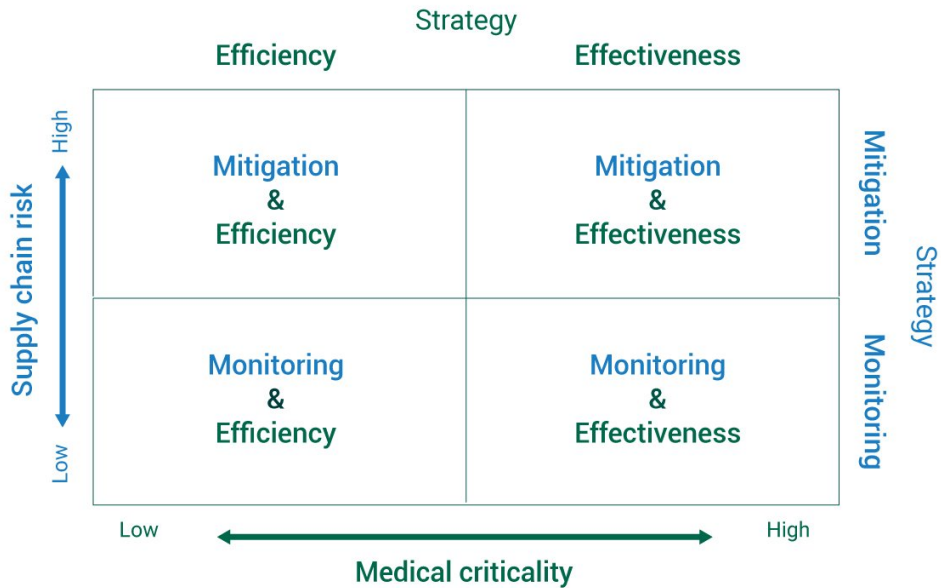 Strategy
Efficiency
Effectiveness
High
Supply chain risk
Low
Mitigation
&
Efficiency
Mitigation
&
Effectiveness
Mitigation
Strategy
Monitoring
Monitoring
&
Efficiency
Monitoring
&
Effectiveness
Low
High
Medical criticality